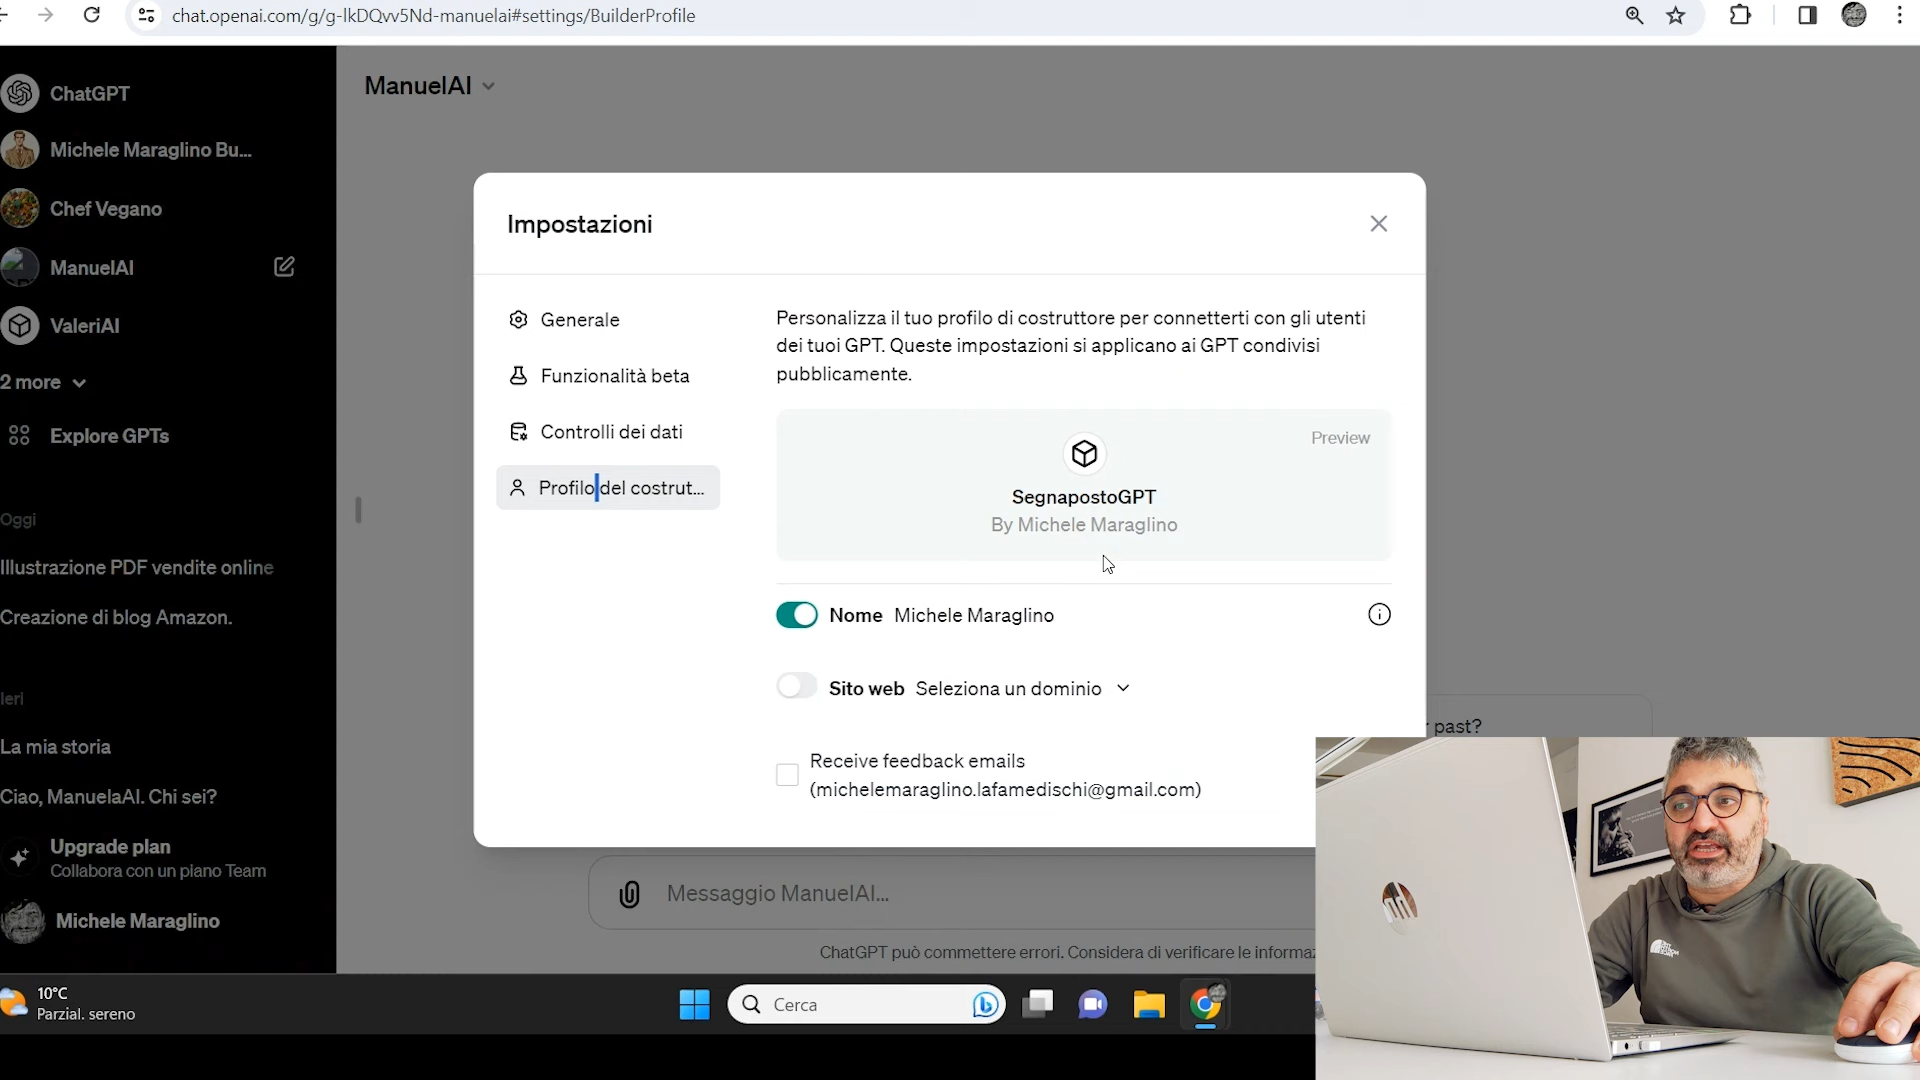 chat.openai.com/g/g-lkDQvv5Nd-manuelai#settings/BuilderProfile
ChatGPT
Michele Maraglino Bu...
Chef Vegano
ManuelAI
ValeriAI
2 more
Explore GPTs
Oggi
Illustrazione PDF vendite online
Creazione di blog Amazon.
Ieri
La mia storia
Ciao, ManuelaAI. Chi sei?
Upgrade plan
Collabora con un piano Team
Michele Maraglino
ManuelAI
Impostazioni
Generale
Funzionalità beta
Controlli dei dati
Profilo del costrut...
Personalizza il tuo profilo di costruttore per connetterti con gli utenti
dei tuoi GPT. Queste impostazioni si applicano ai GPT condivisi
pubblicamente.
Preview
SegnapostoGPT
By Michele Maraglino
Nome Michele Maraglino
Sito web Seleziona un dominio
Receive feedback emails
(michelemaraglino.lafamedischi@gmail.com)
past?
Messaggio ManuelAI...
ChatGPT può commettere errori. Considera di verificare le informaz
10°C
Parzial. sereno
Cerca